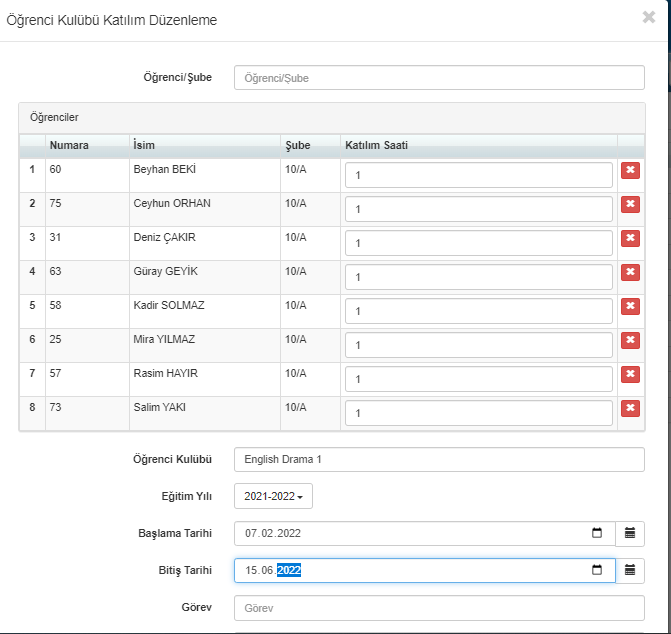 Öğrenci Kulübü Katılım Düzenleme
Öğrenci/Şube Öğrenci/Şube
Öğrenciler
Numara İsim Şube Katılım Saati
1 60 Beyhan BEKİ 10/A 1
2 75 Ceyhun ORHAN 10/A 1
3 31 Deniz ÇAKIR 10/A 1
4 63 Güray GEYİK 10/A 1
5 58 Kadir SOLMAZ 10/A 1
6 25 Mira YILMAZ 10/A 1
7 57 Rasim HAYIR 10/A 1
8 73 Salim YAKI 10/A 1
Öğrenci Kulübü English Drama 1
Eğitim Yılı 2021-2022
Başlama Tarihi 07.02.2022
Bitiş Tarihi 15.06.2022
Görev Görev